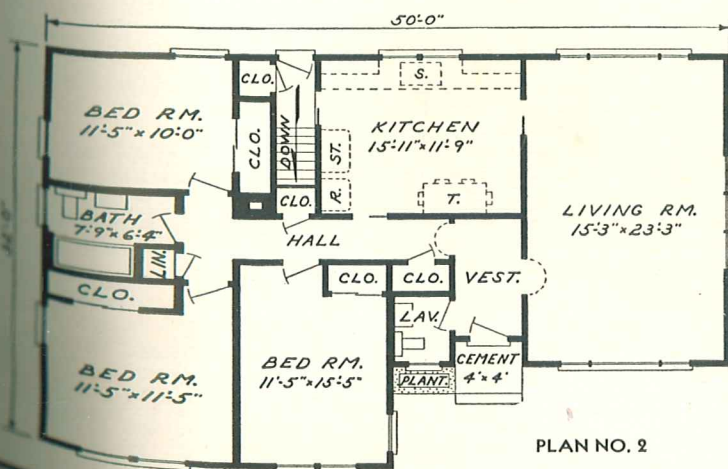 50'-0"
CLO.
S.
BED RM.
11'-5" x 10'-0"
CLO.
DOWN
ST.
KITCHEN
15'-11" x 11'-9"
R.
T.
CLO.
BATH
7'-9" x 6'-4"
LIN.
HALL
LIVING RM.
15'-3" x 23'-3"
CLO.
CLO.
CLO.
VEST.
LAV.
BED RM.
11'-5" x 11'-5"
BED RM.
11'-5" x 15'-5"
PLANT.
CEMENT
4' x 4'
PLAN NO. 2